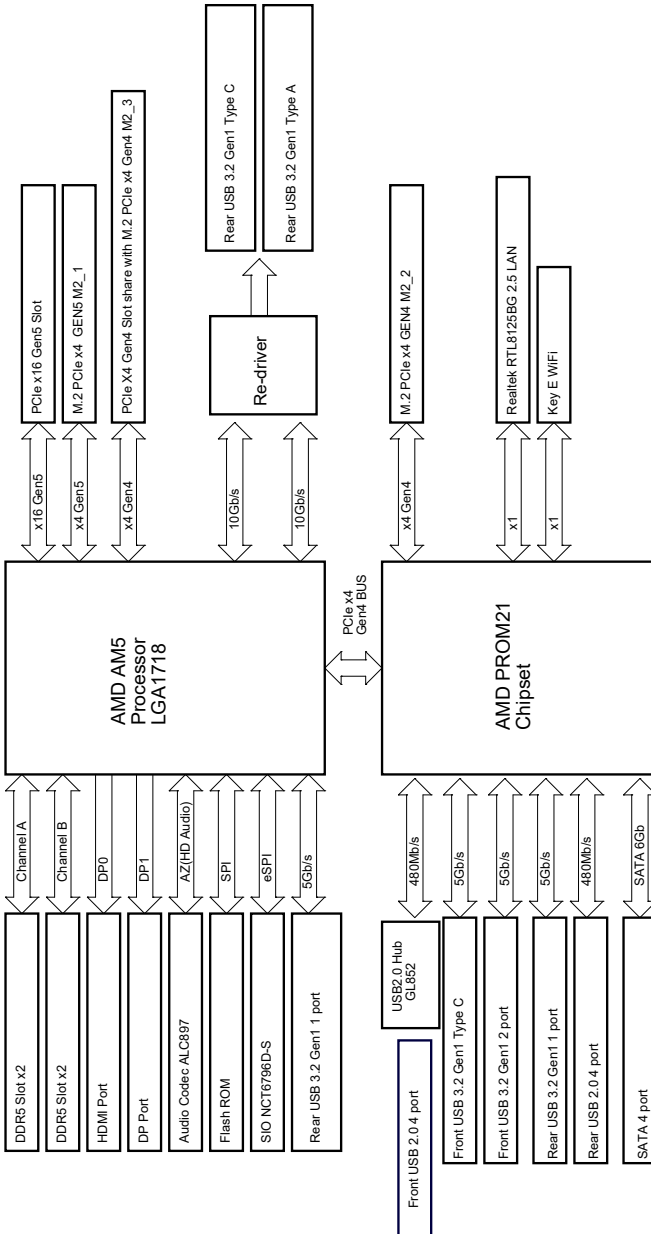 DDR5 Slot x2
Channel A
DDR5 Slot x2
Channel B
HDMI Port
DP0
DP Port
DP1
Audio Codec ALC897
AZ(HD Audio)
Flash ROM
SPI
SIO NCT6796D-S
eSPI
Rear USB 3.2 Gen1 1 port
5Gb/s
AMD AM5
Processor
LGA1718
x16 Gen5
PCIe x16 Gen5 Slot
x4 Gen5
M.2 PCIe x4 GEN5 M2_1
x4 Gen4
PCIe X4 Gen4 Slot share with M.2 PCIe x4 Gen4 M2_3
10Gb/s
10Gb/s
Re-driver
Rear USB 3.2 Gen1 Type C
Rear USB 3.2 Gen1 Type A
PCIe x4
Gen4 BUS
Front USB 2.0 4 port
USB2.0 Hub
GL852
480Mb/s
Front USB 3.2 Gen1 Type C
5Gb/s
Front USB 3.2 Gen1 2 port
5Gb/s
Rear USB 3.2 Gen1 1 port
5Gb/s
Rear USB 2.0 4 port
480Mb/s
SATA 4 port
SATA 6Gb
AMD PROM21
Chipset
x4 Gen4
M.2 PCIe x4 GEN4 M2_2
x1
Realtek RTL8125BG 2.5 LAN
x1
Key E WiFi